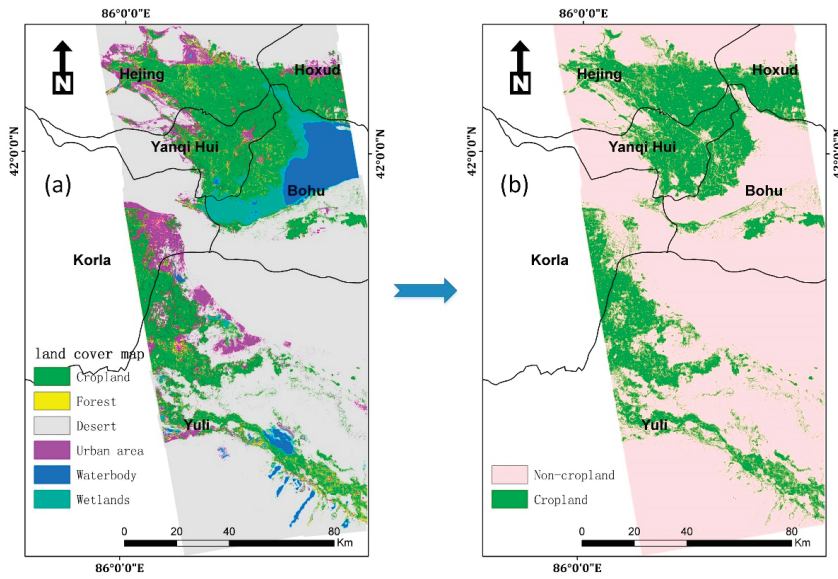 86°0'0"E
86°0'0"E
N
Hejing
Hoxud
Yanqi Hui
Bohu
Korla
Yuli
(a)
42°0'0"N
42°0'0"N
land cover map
Cropland
Forest
Desert
Urban area
Waterbody
Wetlands
0 20 40 80
Km
86°0'0"E
N
Hejing
Hoxud
Yanqi Hui
Bohu
Korla
Yuli
(b)
42°0'0"N
Non-cropland
Cropland
0 20 40 80
Km
86°0'0"E